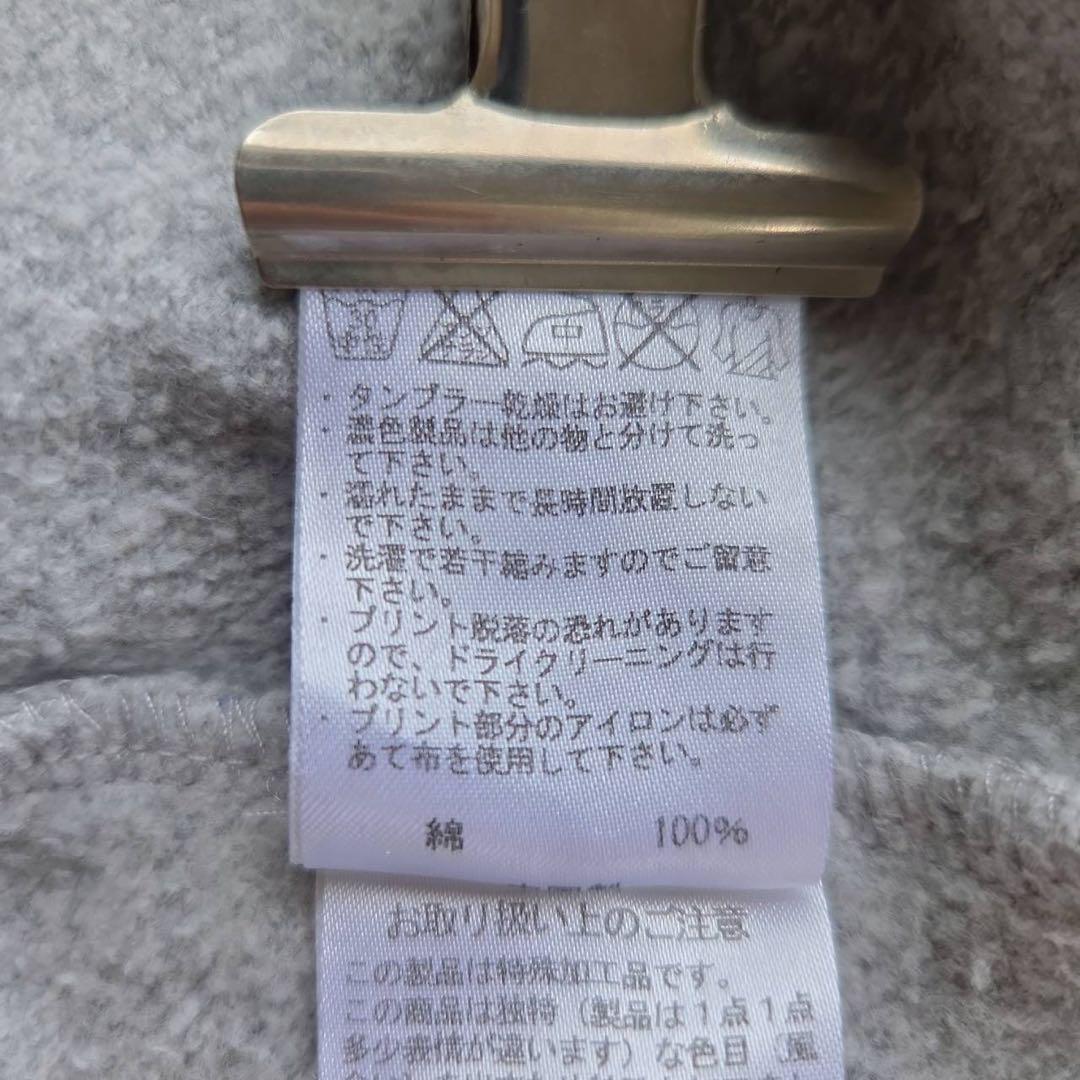 中
・タンブラー乾燥はお避け下さい。
・濃色製品は他の物と分けて洗っ
て下さい。
・濡れたままで長時間放置しない
で下さい。
・洗濯で若干縮みますのでご留意
下さい。
・プリント脱落の恐れがあります
ので、ドライクリーニングは行
わないで下さい。
・プリント部分のアイロンは必ず
あて布を使用して下さい。
綿 100%
お取り扱い上のご注意
この製品は特殊加工品です。
この商品は独特（製品は１点１点
多少表情が違います）な色目（風